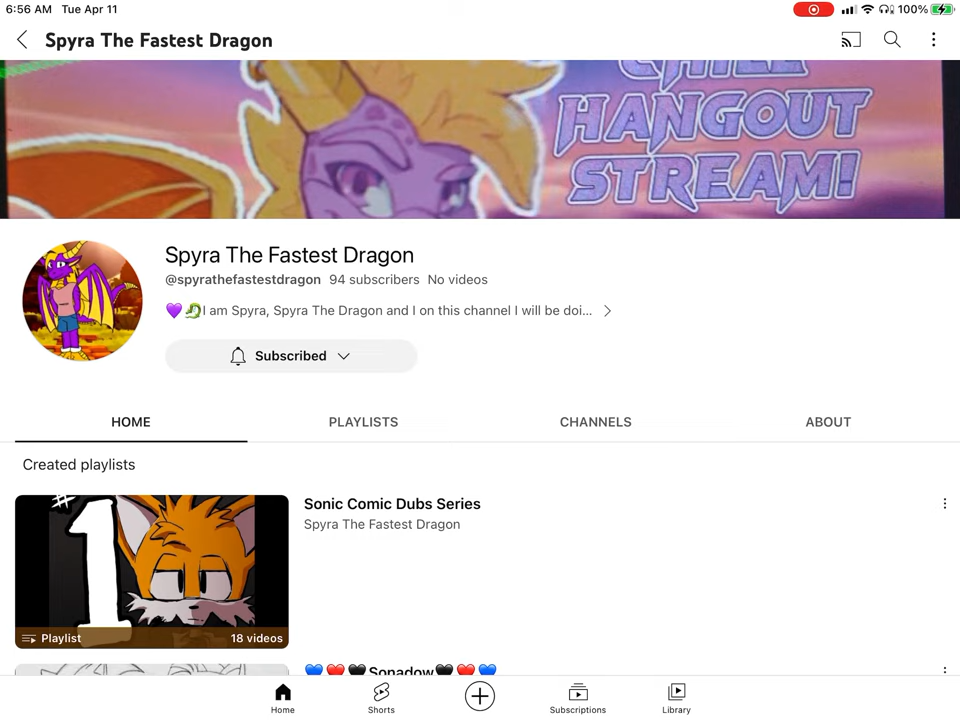 6:56 AM Tue Apr 11
100%
Spyra The Fastest Dragon
CHILL
HANGOUT
STREAM!
Spyra The Fastest Dragon
@spyrathefastestdragon 94 subscribers No videos
💜🐉I am Spyra, Spyra The Dragon and I on this channel I will be doi...
Subscribed
HOME PLAYLISTS CHANNELS ABOUT
Created playlists
#1
Playlist 18 videos
Sonic Comic Dubs Series
Spyra The Fastest Dragon
💙❤️🖤Sonadow🖤❤️💙
Home Shorts Subscriptions Library